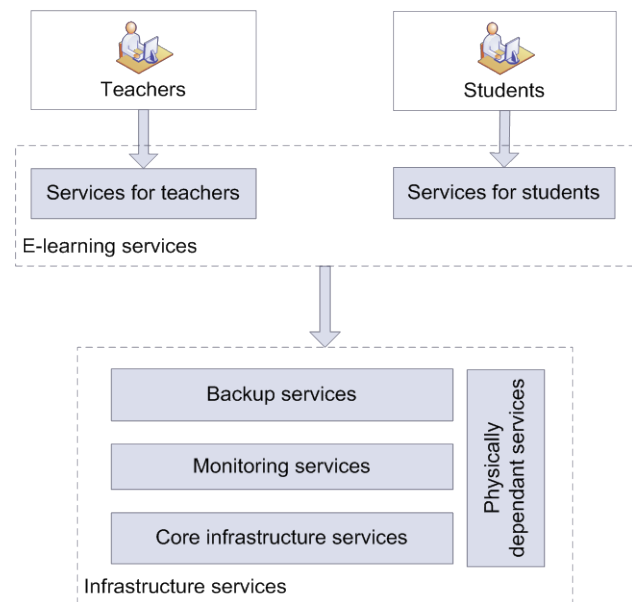 Teachers
Students
Services for teachers
Services for students
E-learning services
Backup services
Monitoring services
Core infrastructure services
Physically
dependant services
Infrastructure services